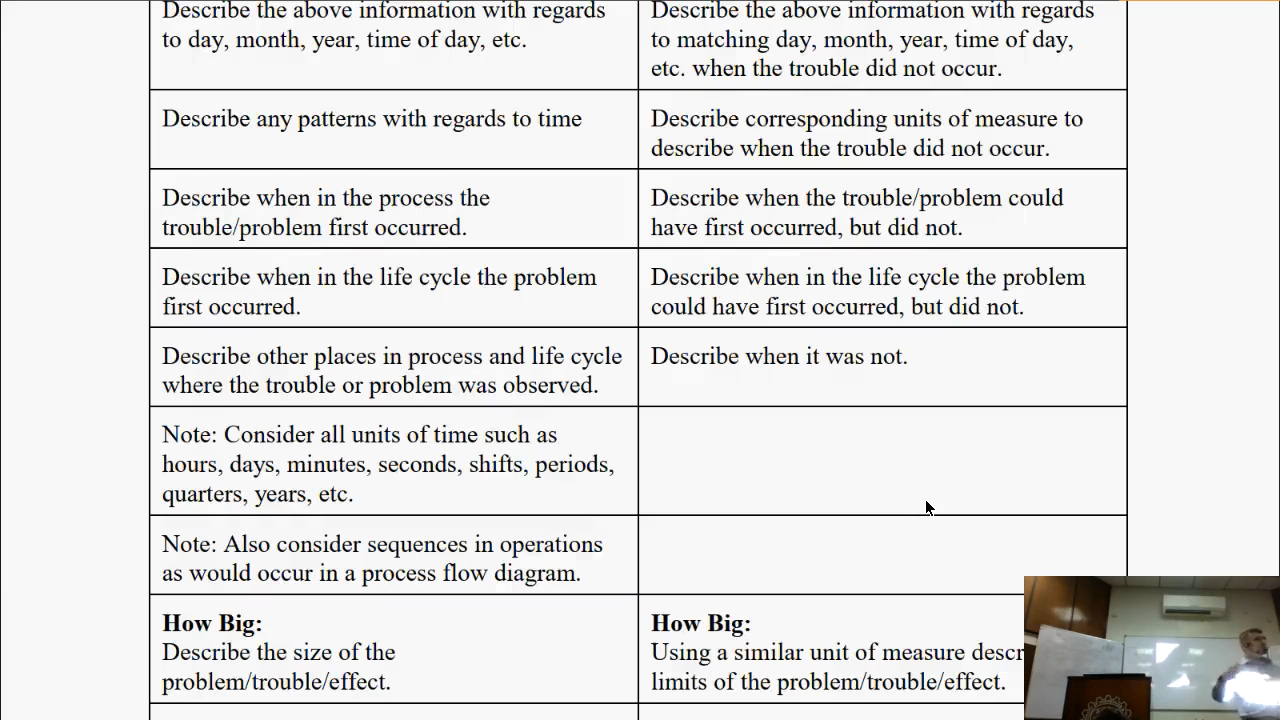 Describe the above information with regards
to day, month, year, time of day, etc.
Describe the above information with regards
to matching day, month, year, time of day,
etc. when the trouble did not occur.
Describe any patterns with regards to time
Describe corresponding units of measure to
describe when the trouble did not occur.
Describe when in the process the
trouble/problem first occurred.
Describe when the trouble/problem could
have first occurred, but did not.
Describe when in the life cycle the problem
first occurred.
Describe when in the life cycle the problem
could have first occurred, but did not.
Describe other places in process and life cycle
where the trouble or problem was observed.
Describe when it was not.
Note: Consider all units of time such as
hours, days, minutes, seconds, shifts, periods,
quarters, years, etc.
Note: Also consider sequences in operations
as would occur in a process flow diagram.
How Big:
Describe the size of the
problem/trouble/effect.
How Big:
Using a similar unit of measure descr
limits of the problem/trouble/effect.